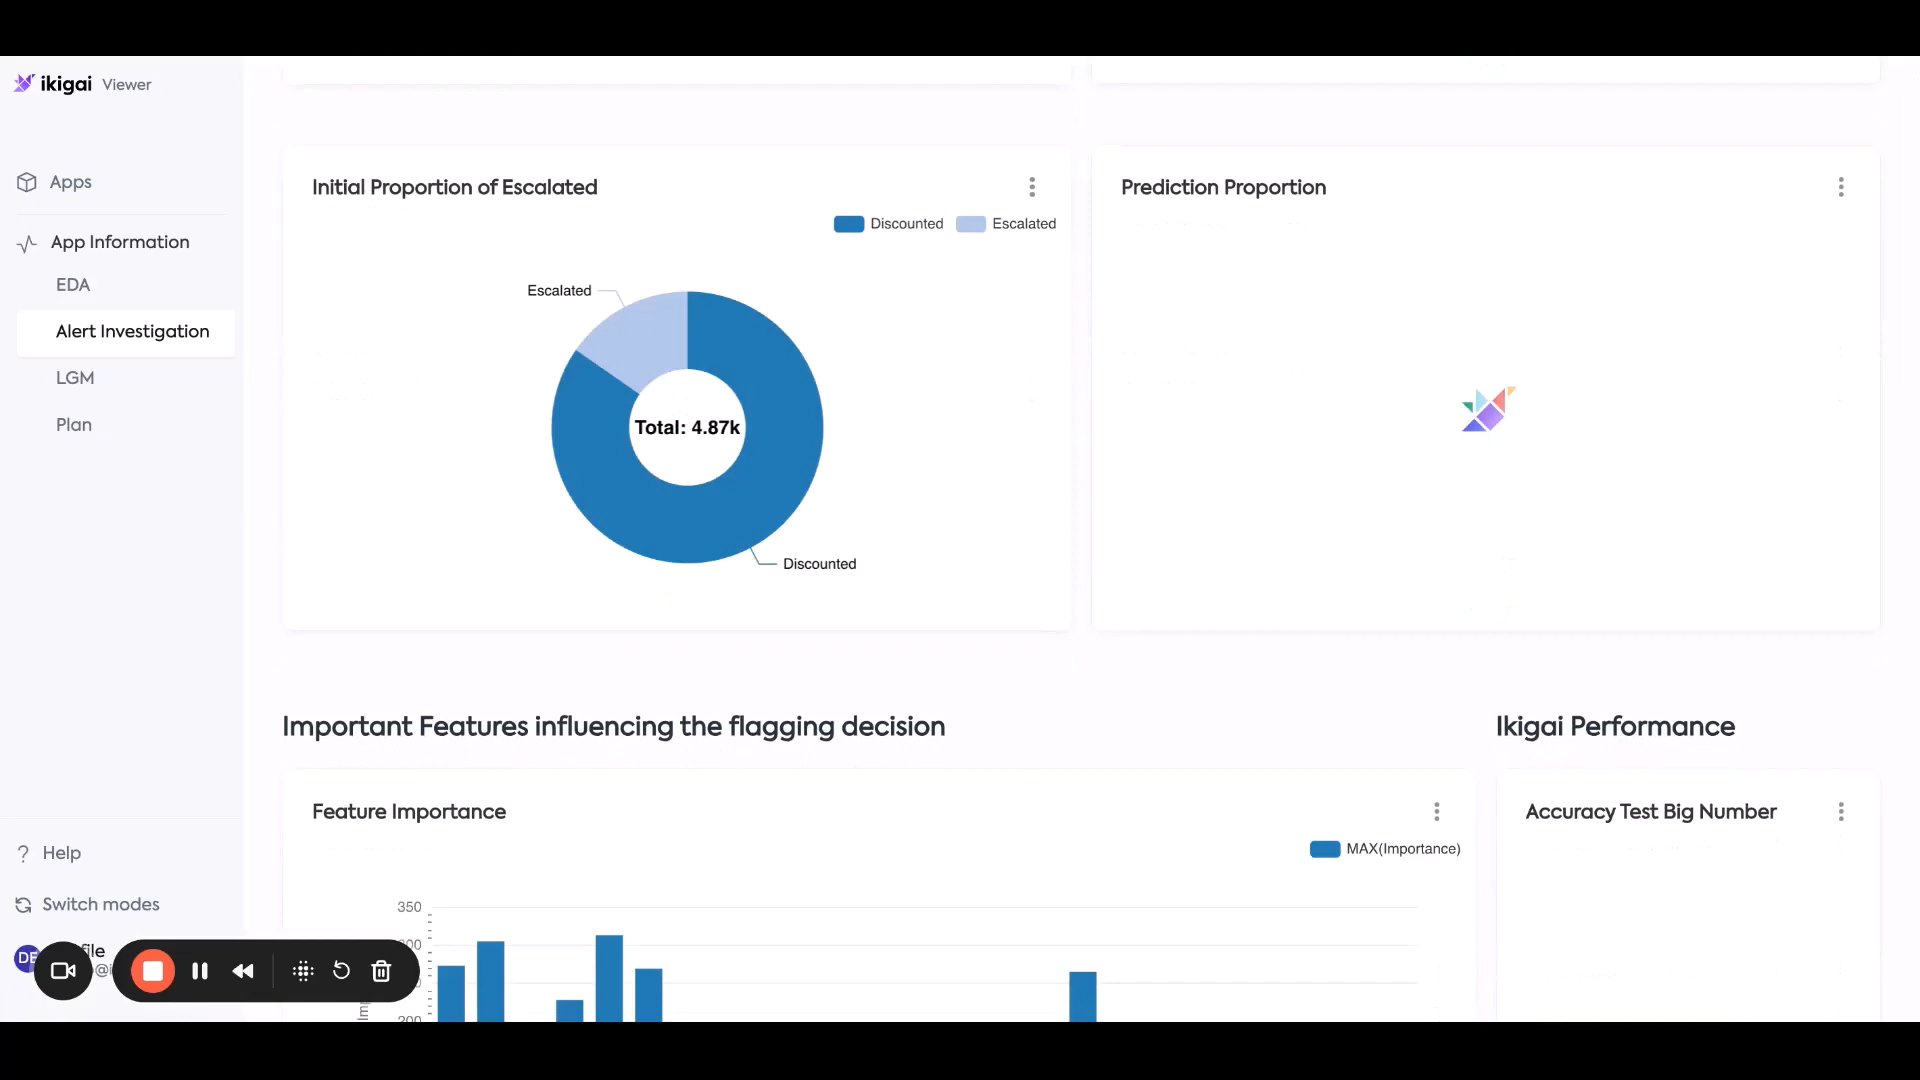 ikigai Viewer
Apps
App Information
EDA
Alert Investigation
LGM
Plan
Help
Switch modes
DE
file
Initial Proportion of Escalated
Discounted Escalated
Escalated
Total: 4.87k
Discounted
Prediction Proportion
Important Features influencing the flagging decision
Ikigai Performance
Feature Importance
MAX(Importance)
350
Accuracy Test Big Number